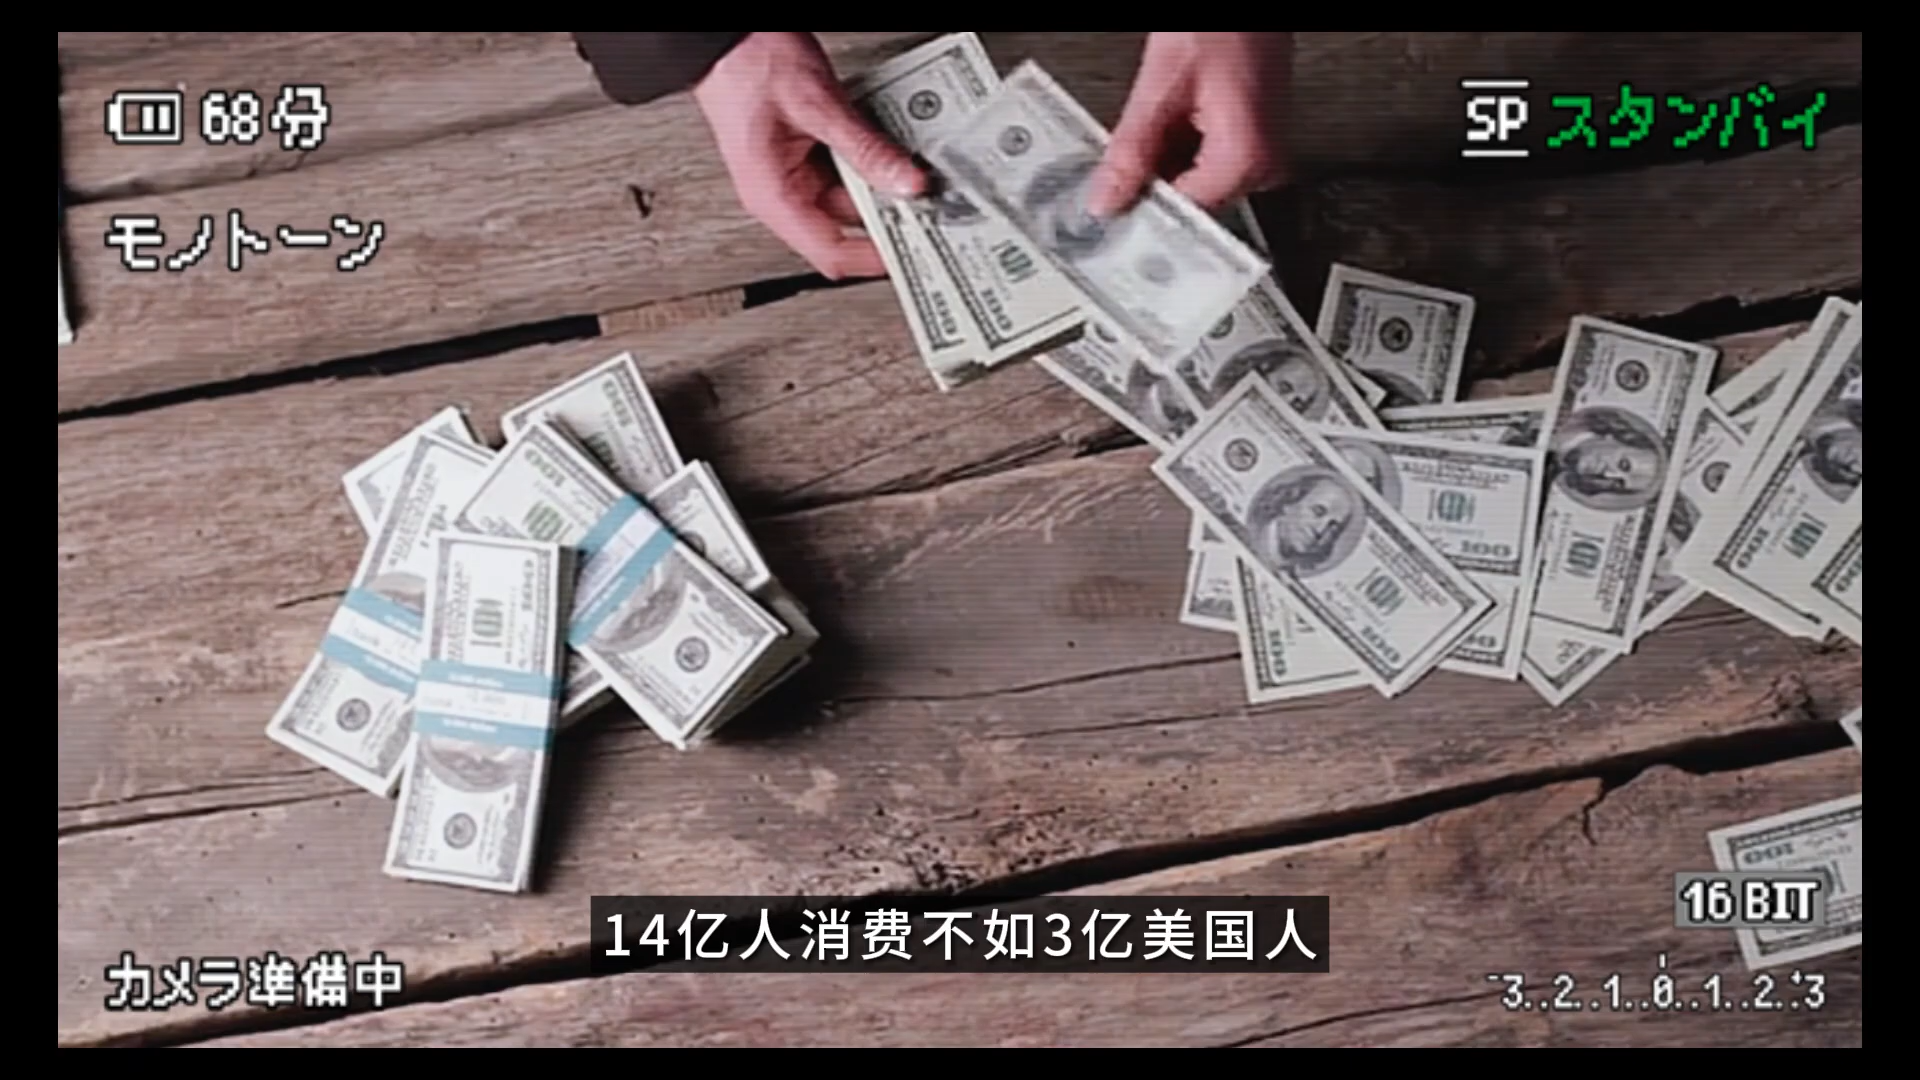 68分
SP スタンバイ
モノトーン
16 BIT
14亿人消费不如3亿美国人
カメラ準備中
-3..2..1..0..1..2..+3